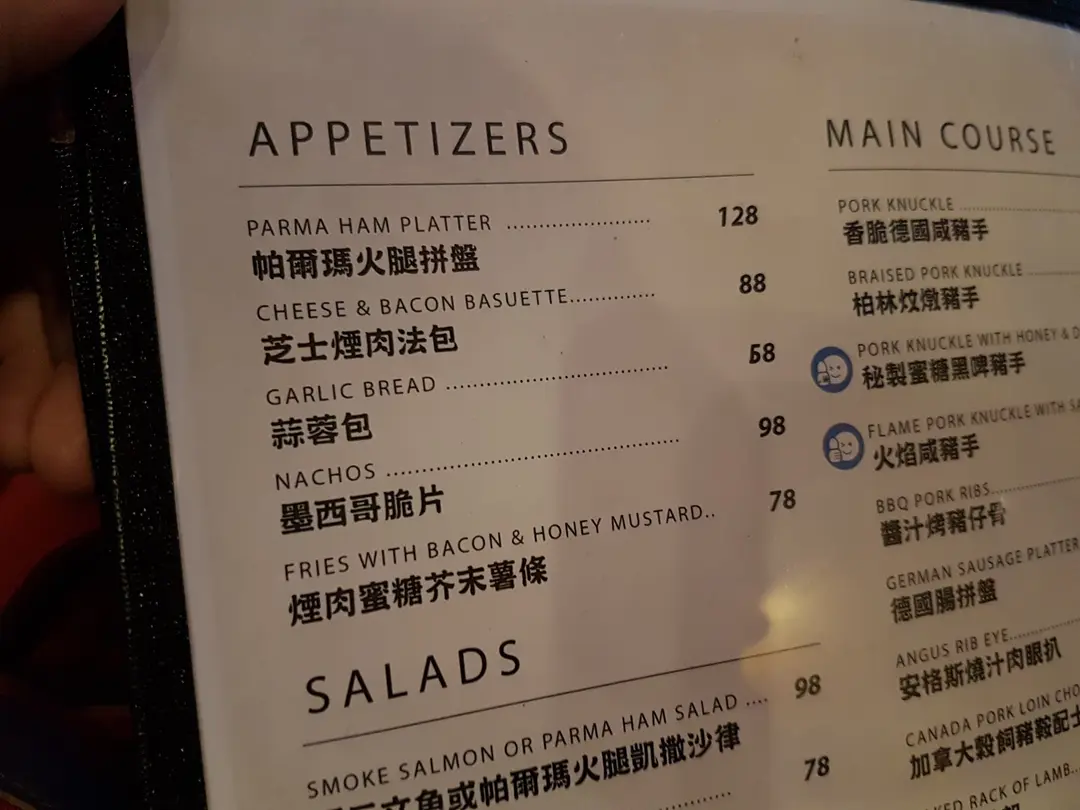 APPETIZERS
PARMA HAM PLATTER ..................... 128
帕爾瑪火腿拼盤
CHEESE & BACON BASUETTE............. 88
芝士煙肉法包
GARLIC BREAD ................................ 58
蒜蓉包
NACHOS .......................................... 98
墨西哥脆片
FRIES WITH BACON & HONEY MUSTARD.. 78
煙肉蜜糖芥末薯條
SALADS
SMOKE SALMON OR PARMA HAM SALAD .... 98
文魚或帕爾瑪火腿凱撒沙律
78
MAIN COURSE
PORK KNUCKLE
香脆德國咸豬手
BRAISED PORK KNUCKLE
柏林炆燉豬手
PORK KNUCKLE WITH HONEY & D
秘製蜜糖黑啤豬手
FLAME PORK KNUCKLE WITH SA
火焰咸豬手
BBQ PORK RIBS
醬汁烤豬仔骨
GERMAN SAUSAGE PLATTER
德國腸拼盤
ANGUS RIB EYE
安格斯燒汁肉眼扒
CANADA PORK LOIN CHO
加拿大穀飼豬鞍配士
KED RACK OF LAMB